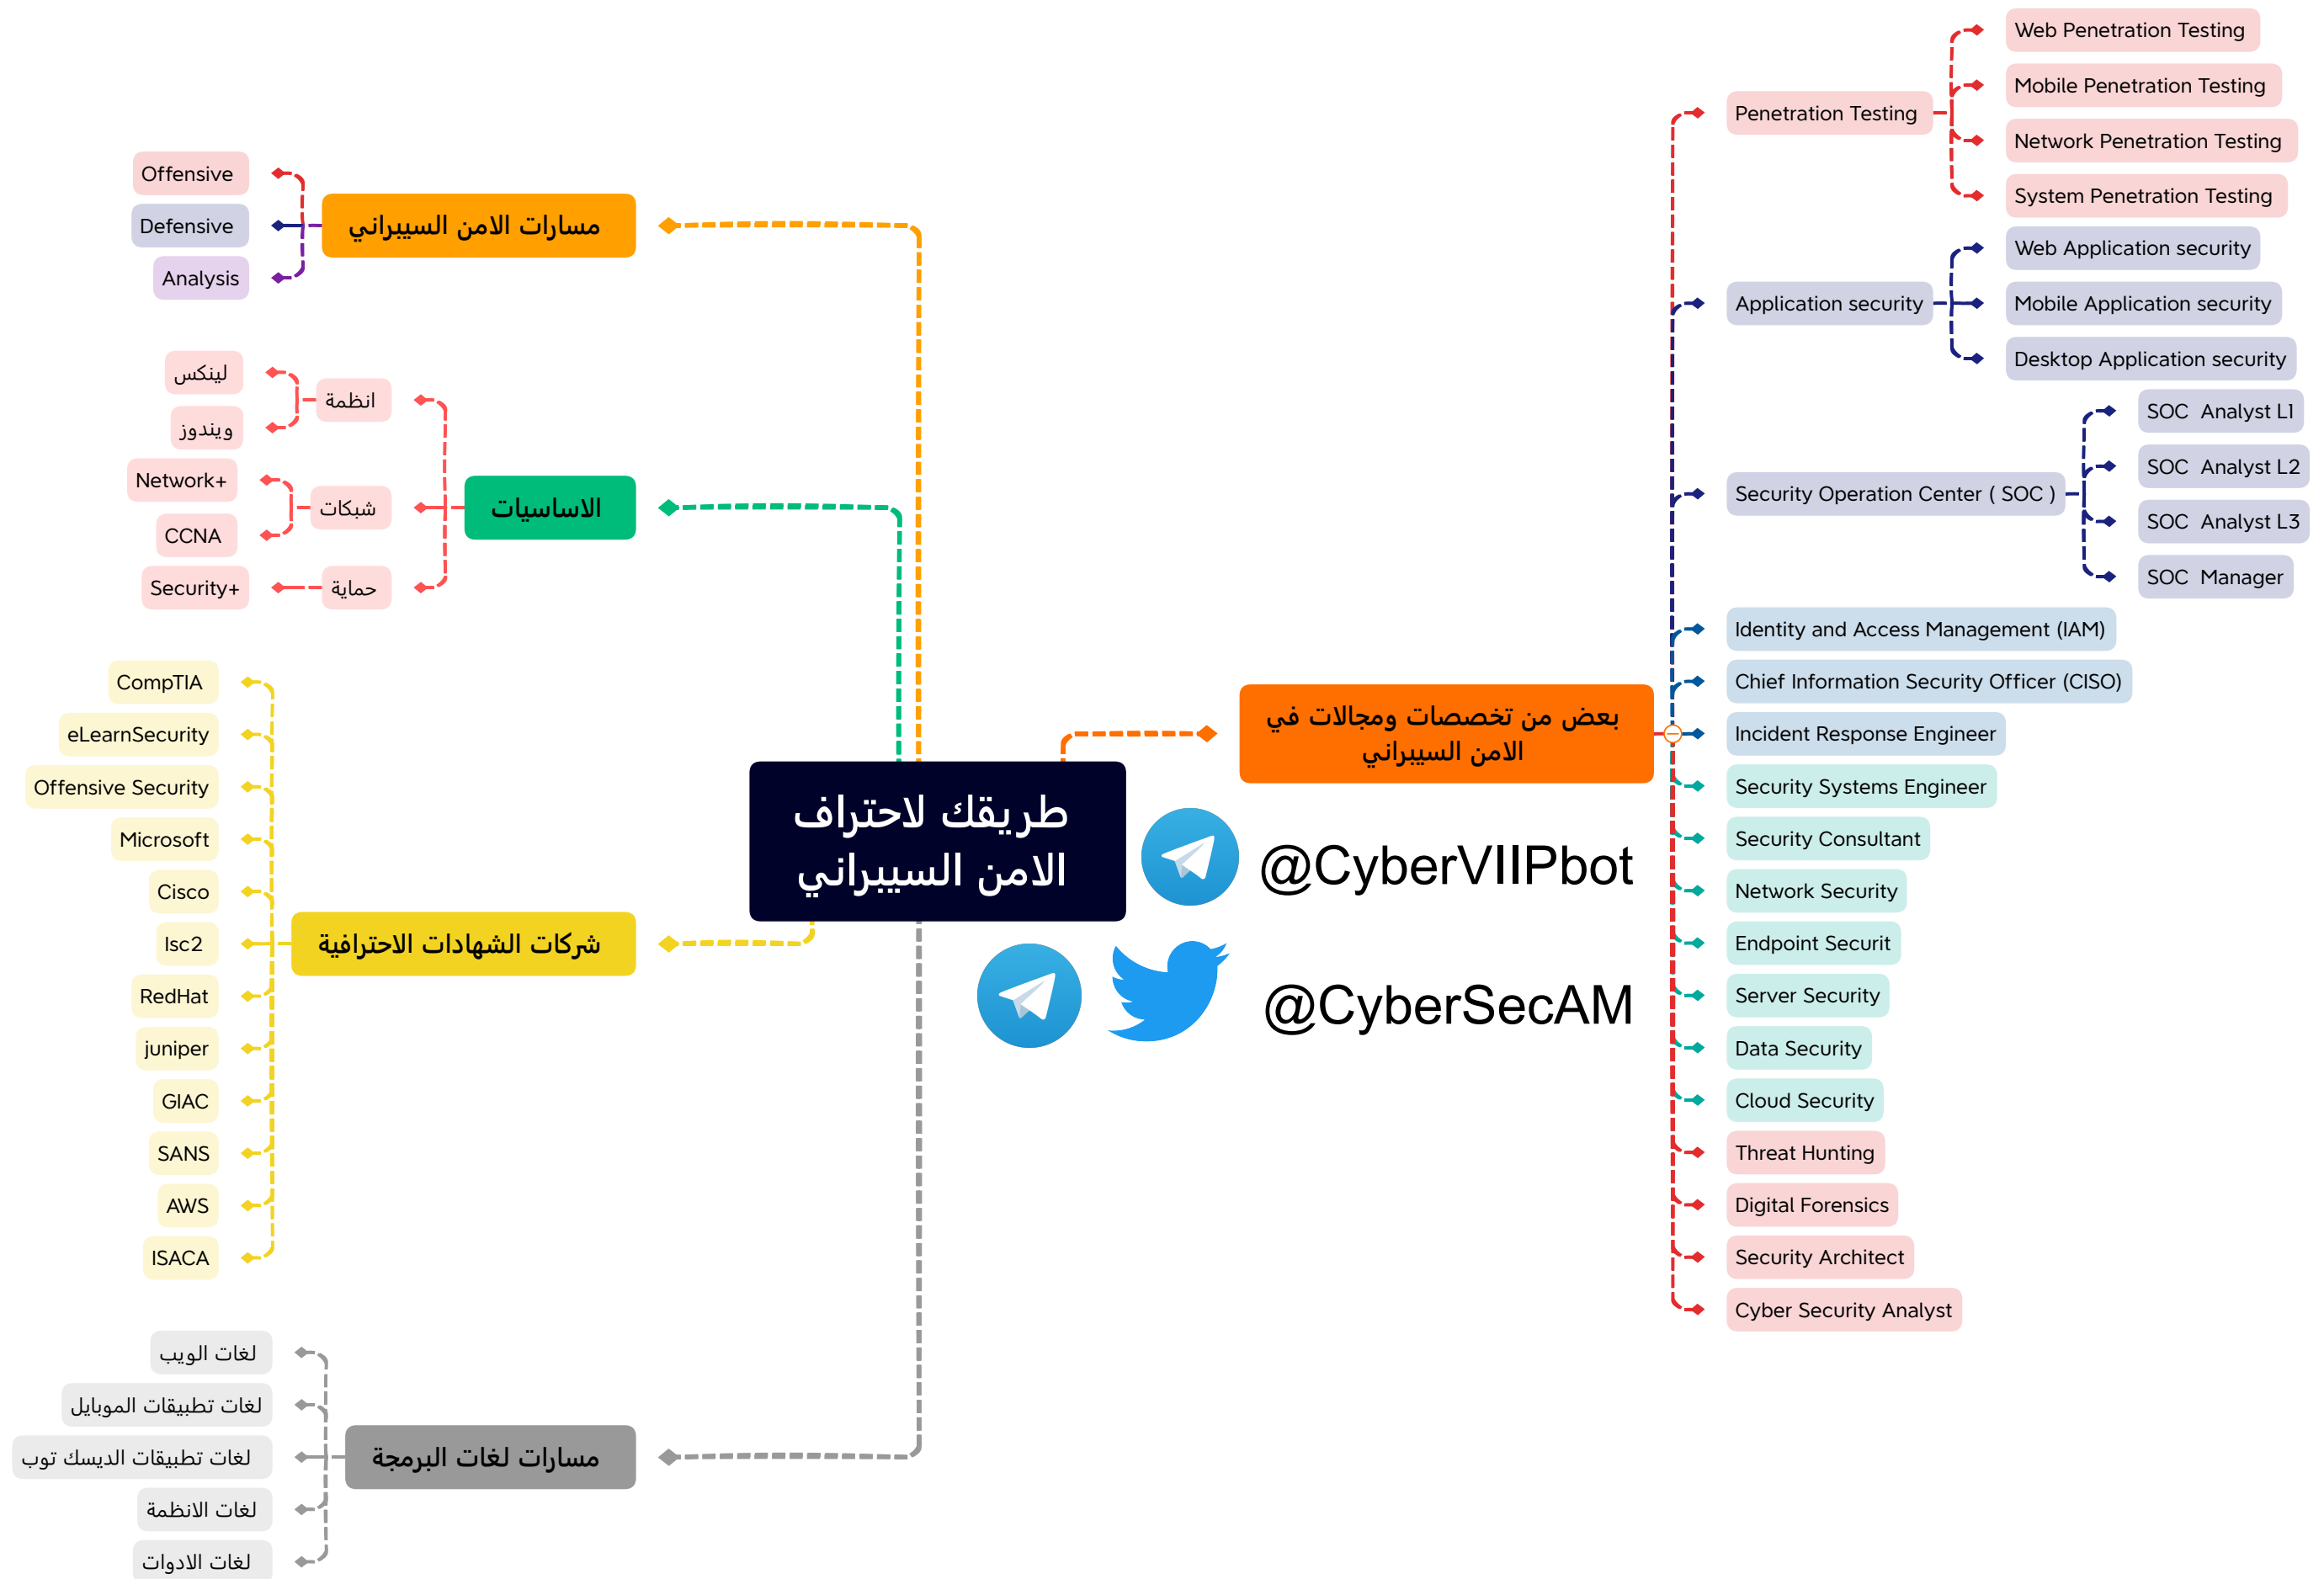 طريقك لاحتراف
الامن السيبراني
@CyberVIIPbot
@CyberSecAM
مسارات الامن السيبراني
Offensive
Defensive
Analysis
الاساسيات
انظمة
لينكس
ويندوز
شبكات
Network+
CCNA
حماية
Security+
شركات الشهادات الاحترافية
CompTIA
eLearnSecurity
Offensive Security
Microsoft
Cisco
Isc2
RedHat
juniper
GIAC
SANS
AWS
ISACA
مسارات لغات البرمجة
لغات الويب
لغات تطبيقات الموبايل
لغات تطبيقات الديسك توب
لغات الانظمة
لغات الادوات
بعض من تخصصات ومجالات في
الامن السيبراني
Penetration Testing
Web Penetration Testing
Mobile Penetration Testing
Network Penetration Testing
System Penetration Testing
Application security
Web Application security
Mobile Application security
Desktop Application security
Security Operation Center ( SOC )
SOC Analyst L1
SOC Analyst L2
SOC Analyst L3
SOC Manager
Identity and Access Management (IAM)
Chief Information Security Officer (CISO)
Incident Response Engineer
Security Systems Engineer
Security Consultant
Network Security
Endpoint Securit
Server Security
Data Security
Cloud Security
Threat Hunting
Digital Forensics
Security Architect
Cyber Security Analyst